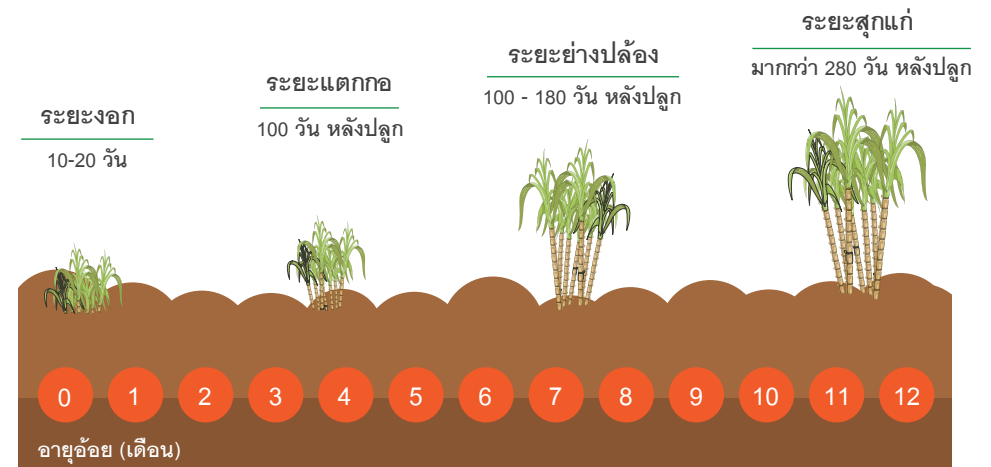 ระยะงอก
10-20 วัน
ระยะแตกกอ
100 วัน หลังปลูก
ระยะย่างปล้อง
100 - 180 วัน หลังปลูก
ระยะสุกแก่
มากกว่า 280 วัน หลังปลูก
0 1 2 3 4 5 6 7 8 9 10 11 12
อายุอ้อย (เดือน)